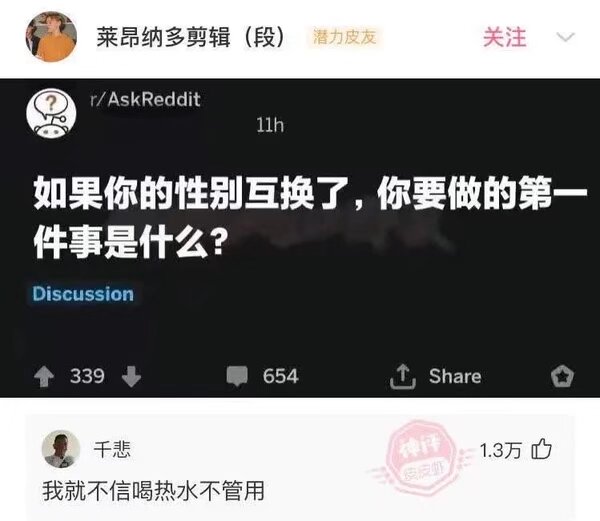 莱昂纳多剪辑（段）
潜力皮友
关注
r/AskReddit
11h
如果你的性别互换了，你要做的第一
件事是什么？
Discussion
339
654
Share
千悲
神评
皮皮虾
1.3万
我就不信喝热水不管用